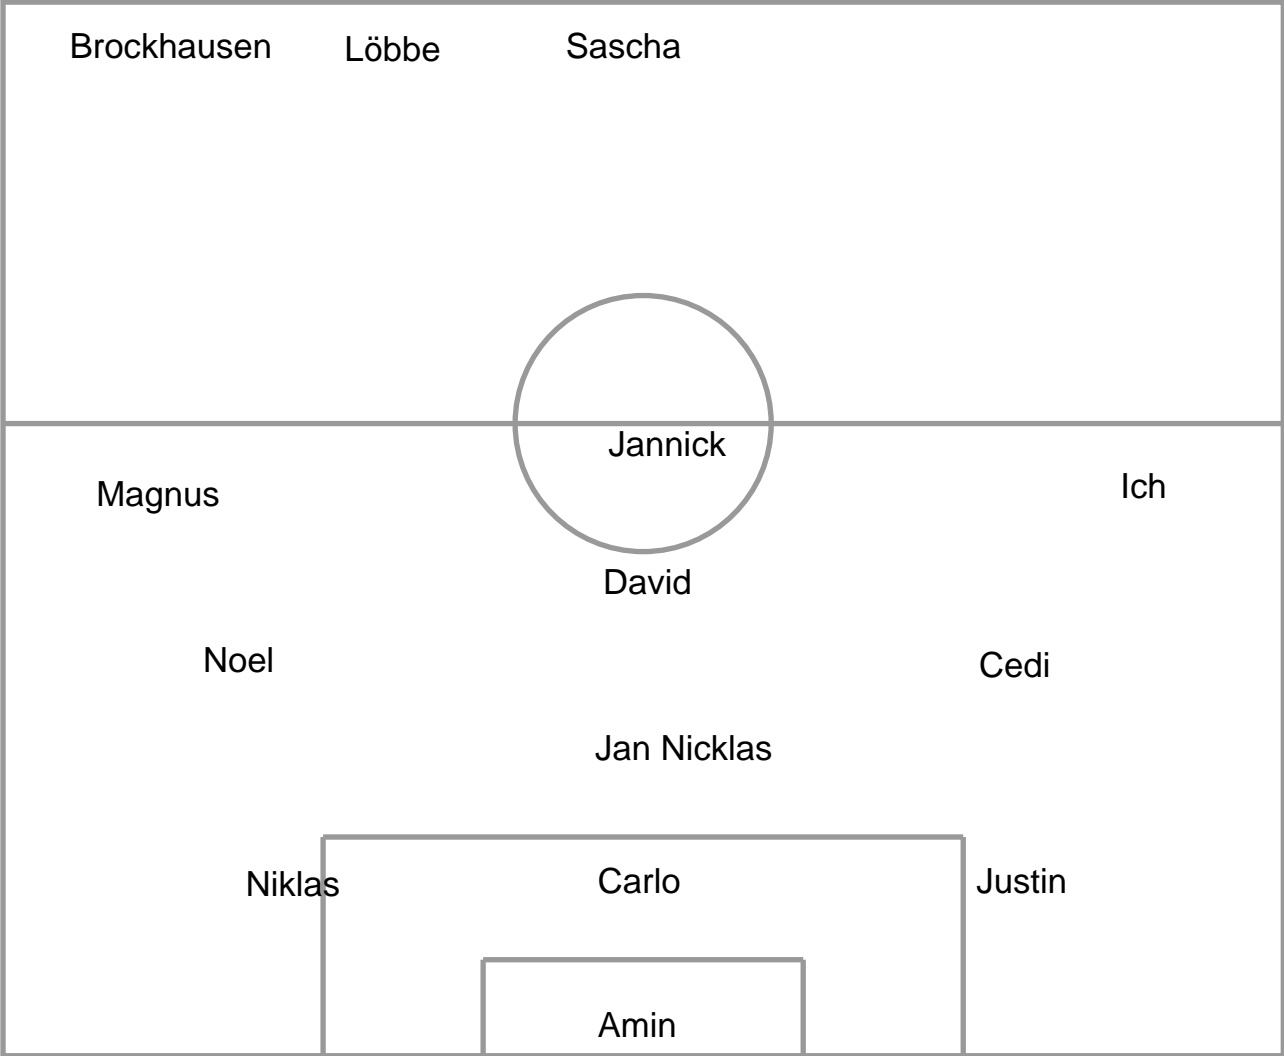 Brockhausen Löbbe Sascha
Jannick
Magnus Ich
David
Noel Cedi
Jan Nicklas
Niklas Carlo Justin
Amin